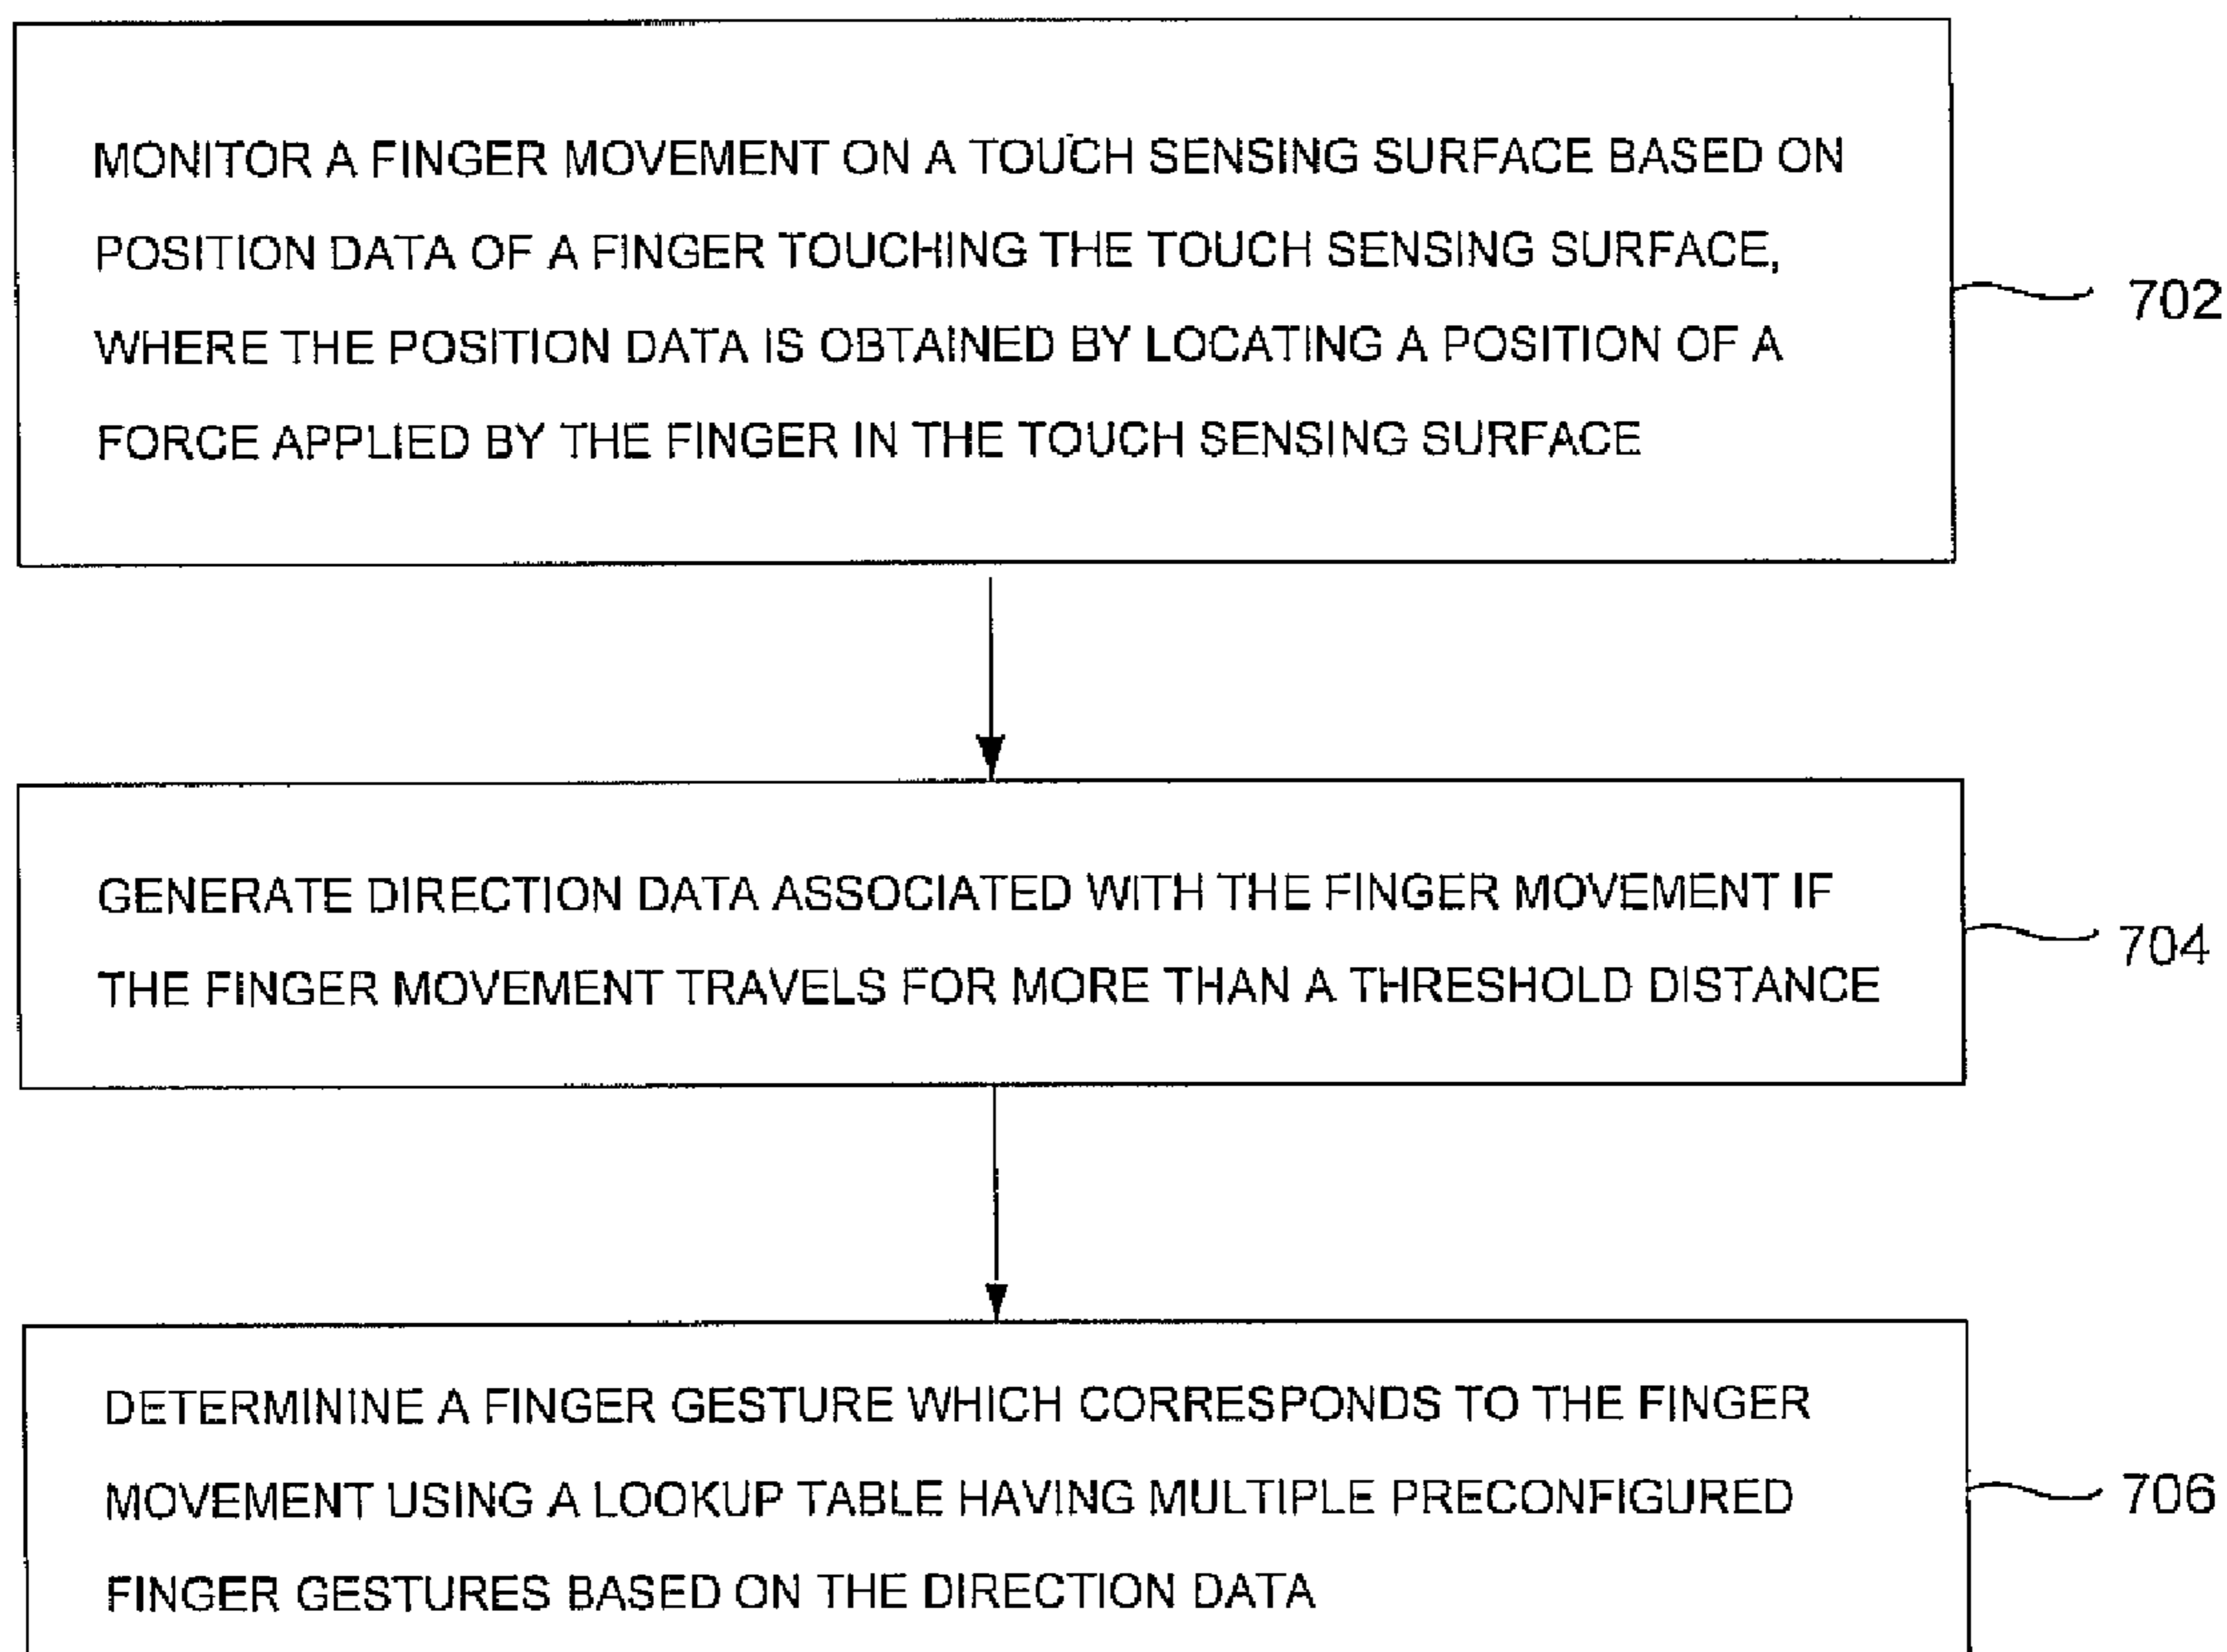 MONITOR A FINGER MOVEMENT ON A TOUCH SENSING SURFACE BASED ON
POSITION DATA OF A FINGER TOUCHING THE TOUCH SENSING SURFACE,
WHERE THE POSITION DATA IS OBTAINED BY LOCATING A POSITION OF A
FORCE APPLIED BY THE FINGER IN THE TOUCH SENSING SURFACE
702
GENERATE DIRECTION DATA ASSOCIATED WITH THE FINGER MOVEMENT IF
THE FINGER MOVEMENT TRAVELS FOR MORE THAN A THRESHOLD DISTANCE
704
DETERMININE A FINGER GESTURE WHICH CORRESPONDS TO THE FINGER
MOVEMENT USING A LOOKUP TABLE HAVING MULTIPLE PRECONFIGURED
FINGER GESTURES BASED ON THE DIRECTION DATA
706